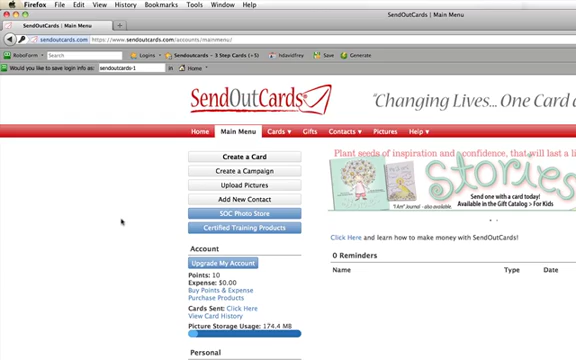 Firefox File Edit View History Bookmarks Tools Window Help
SendOutCards | Main Menu
SendOutCards | Main Menu
sendoutcards.com https://www.sendoutcards.com/accounts/mainmenu/
RoboForm Search Logins Sendoutcards - 3 Step Cards (+5) Save Generate
Would you like to save login info as: sendoutcards-1 in Home
SendOutCards
"Changing Lives... One Card a
Home Main Menu Cards Gifts Contacts Pictures Help
Create a Card
Create a Campaign
Upload Pictures
Add New Contact
SOC Photo Store
Certified Training Products
Plant seeds of inspiration and confidence, that will last a li
Stories
Send one with a card today!
Available in the Gift Catalog > For Kids
"I Am" Journal - also available.
Click Here and learn how to make money with SendOutCards!
0 Reminders
Name Type Date
Account
Upgrade My Account
Points: 10
Expense: $0.00
Buy Points & Expense
Purchase Products
Cards Sent: Click Here
View Card History
Picture Storage Usage: 174.4 MB
Personal